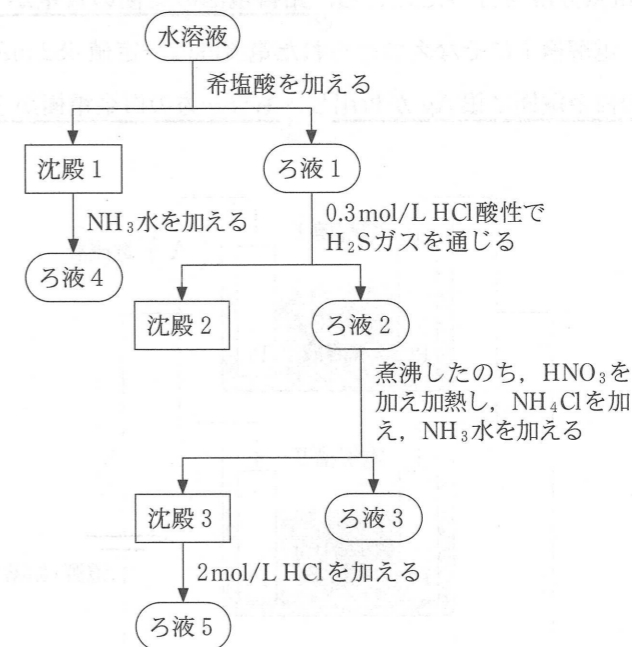 水溶液
希塩酸を加える
沈殿1
ろ液1
NH₃水を加える
0.3mol/L HCl酸性で
H₂Sガスを通じる
ろ液4
沈殿2
ろ液2
煮沸したのち，HNO₃を
加え加熱し，NH₄Clを加
え，NH₃水を加える
沈殿3
ろ液3
2mol/L HClを加える
ろ液5